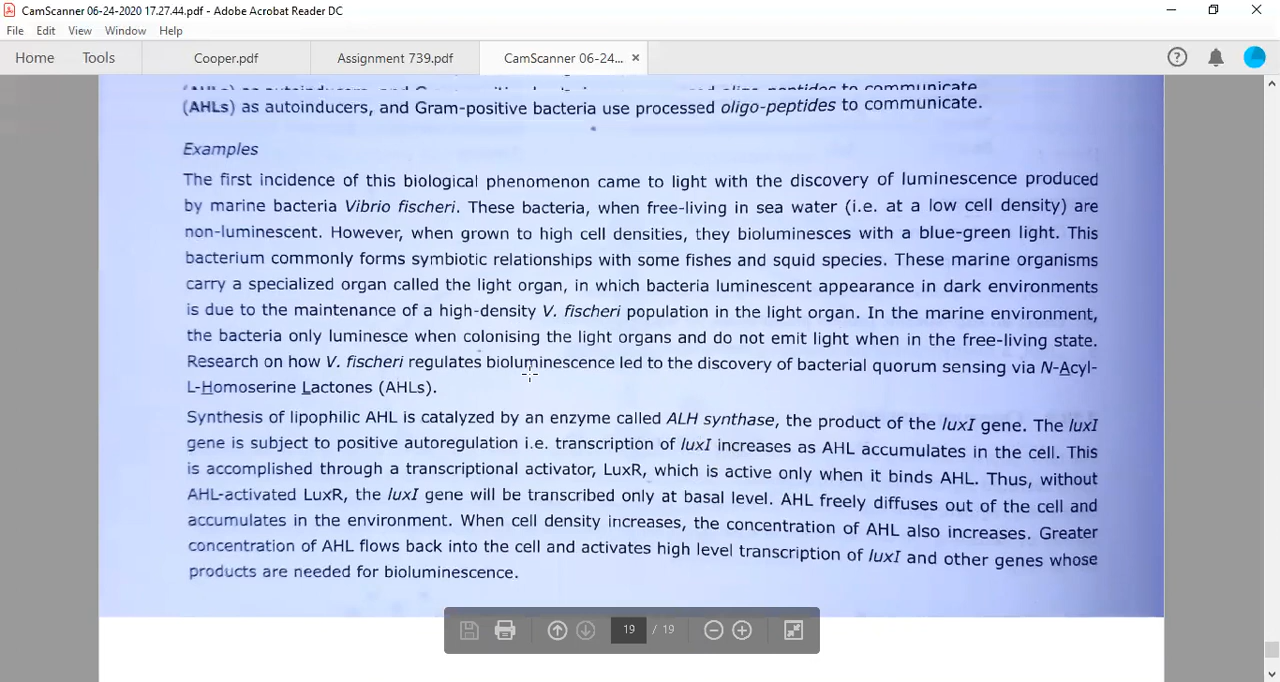 CamScanner 06-24-2020 17.27.44.pdf - Adobe Acrobat Reader DC
File Edit View Window Help
Home Tools Cooper.pdf Assignment 739.pdf CamScanner 06-24... ×
(AHLs) as autoinducers, and Gram-positive bacteria use processed oligo-peptides to communicate.
Examples
The first incidence of this biological phenomenon came to light with the discovery of luminescence produced
by marine bacteria Vibrio fischeri. These bacteria, when free-living in sea water (i.e. at a low cell density) are
non-luminescent. However, when grown to high cell densities, they bioluminesces with a blue-green light. This
bacterium commonly forms symbiotic relationships with some fishes and squid species. These marine organisms
carry a specialized organ called the light organ, in which bacteria luminescent appearance in dark environments
is due to the maintenance of a high-density V. fischeri population in the light organ. In the marine environment,
the bacteria only luminesce when colonising the light organs and do not emit light when in the free-living state.
Research on how V. fischeri regulates bioluminescence led to the discovery of bacterial quorum sensing via N-Acyl-
L-Homoserine Lactones (AHLs).
Synthesis of lipophilic AHL is catalyzed by an enzyme called ALH synthase, the product of the luxI gene. The luxI
gene is subject to positive autoregulation i.e. transcription of luxI increases as AHL accumulates in the cell. This
is accomplished through a transcriptional activator, LuxR, which is active only when it binds AHL. Thus, without
AHL-activated LuxR, the luxI gene will be transcribed only at basal level. AHL freely diffuses out of the cell and
accumulates in the environment. When cell density increases, the concentration of AHL also increases. Greater
concentration of AHL flows back into the cell and activates high level transcription of luxI and other genes whose
products are needed for bioluminescence.
19 / 19